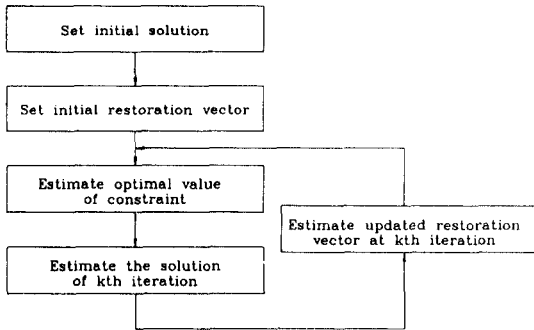 Set initial solution
Set initial restoration vector
Estimate optimal value
of constraint
Estimate the solution
of kth iteration
Estimate updated restoration
vector at kth iteration